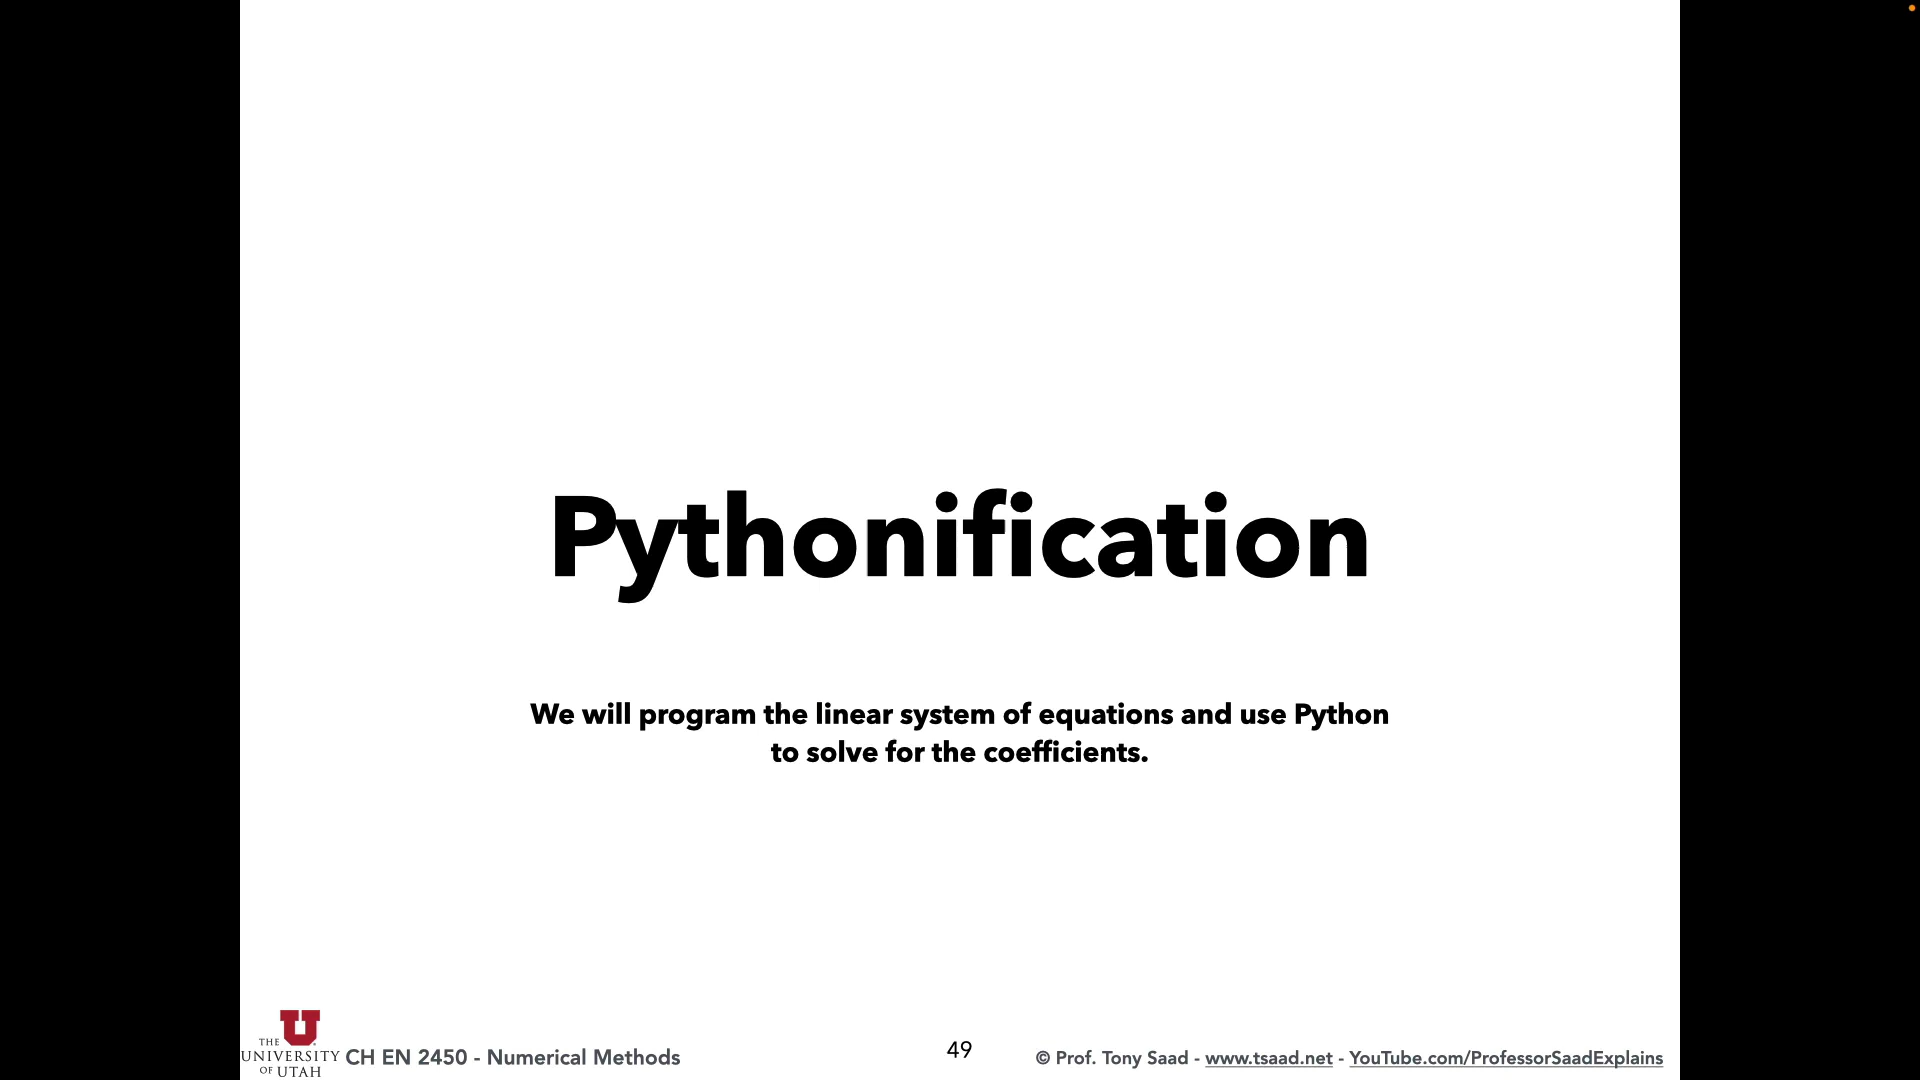 Pythonification
We will program the linear system of equations and use Python
to solve for the coefficients.
THE
UNIVERSITY
OF UTAH
CH EN 2450 - Numerical Methods
49
© Prof. Tony Saad - www.tsaad.net - YouTube.com/ProfessorSaadExplains